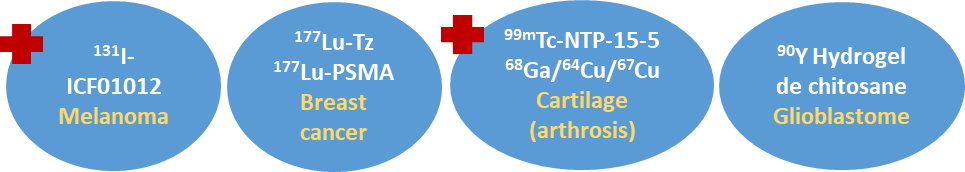 ¹³¹I-
ICF01012
Melanoma
¹⁷⁷Lu-Tz
¹⁷⁷Lu-PSMA
Breast
cancer
⁹⁹ᵐTc-NTP-15-5
⁶⁸Ga/⁶⁴Cu/⁶⁷Cu
Cartilage
(arthrosis)
⁹⁰Y Hydrogel
de chitosane
Glioblastome